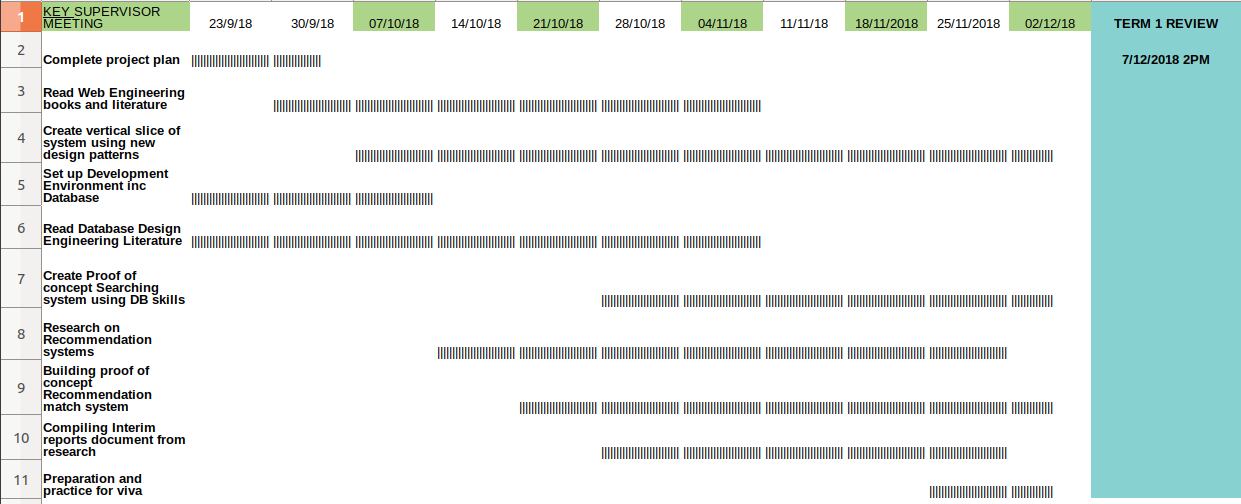 1
KEY SUPERVISOR
MEETING
23/9/18 30/9/18 07/10/18 14/10/18 21/10/18 28/10/18 04/11/18 11/11/18 18/11/2018 25/11/2018 02/12/18 TERM 1 REVIEW
2
Complete project plan |||||||||||||||||||||| ||||||||||||| 7/12/2018 2PM
3
Read Web Engineering
books and literature
4
Create vertical slice of
system using new
design patterns
5
Set up Development
Environment inc
Database
6
Read Database Design
Engineering Literature
7
Create Proof of
concept Searching
system using DB skills
8
Research on
Recommendation
systems
9
Building proof of
concept
Recommendation
match system
10
Compiling Interim
reports document from
research
11
Preparation and
practice for viva